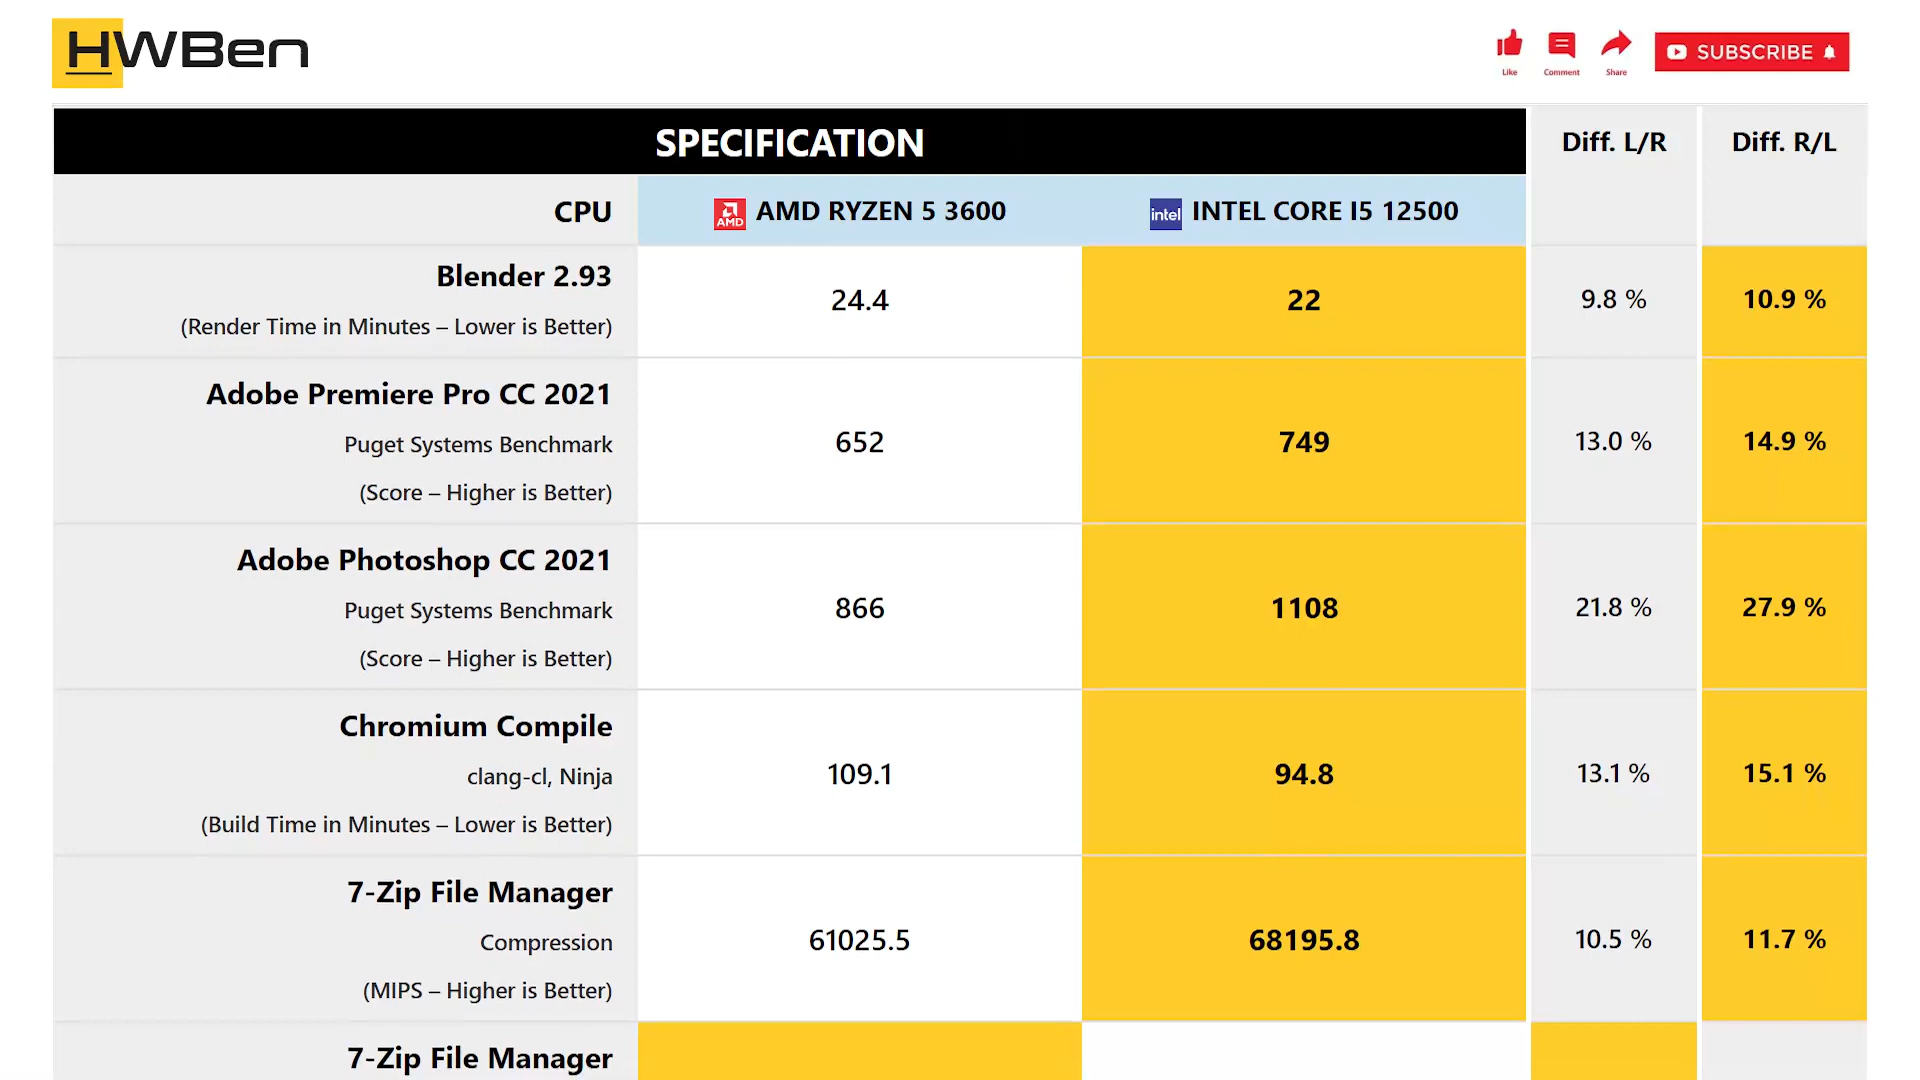 HWBen
Like
Comment
Share
SUBSCRIBE
SPECIFICATION
Diff. L/R
Diff. R/L
CPU
AMD
AMD RYZEN 5 3600
intel
INTEL CORE I5 12500
Blender 2.93
(Render Time in Minutes – Lower is Better)
24.4
22
9.8 %
10.9 %
Adobe Premiere Pro CC 2021
Puget Systems Benchmark
(Score – Higher is Better)
652
749
13.0 %
14.9 %
Adobe Photoshop CC 2021
Puget Systems Benchmark
(Score – Higher is Better)
866
1108
21.8 %
27.9 %
Chromium Compile
clang-cl, Ninja
(Build Time in Minutes – Lower is Better)
109.1
94.8
13.1 %
15.1 %
7-Zip File Manager
Compression
(MIPS – Higher is Better)
61025.5
68195.8
10.5 %
11.7 %
7-Zip File Manager